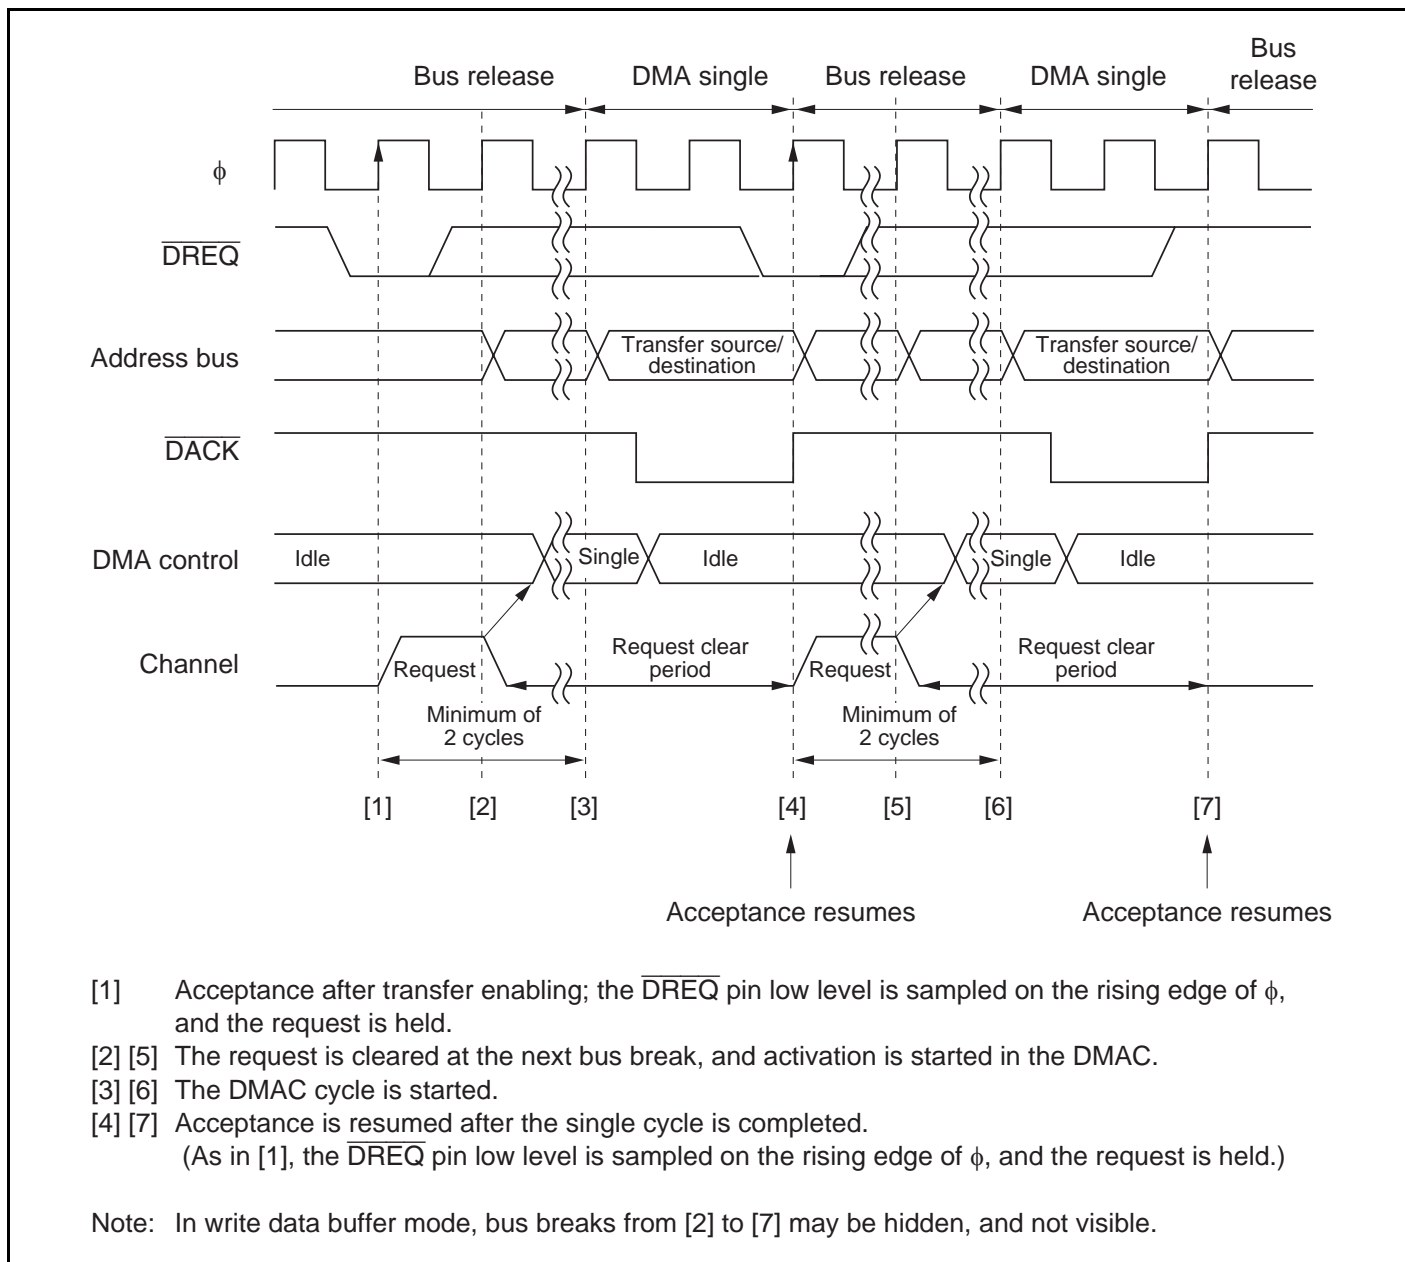 Bus release DMA single Bus release DMA single Bus
release
ϕ
DREQ
Address bus Transfer source/
destination Transfer source/
destination
DACK
DMA control Idle Single Idle Single Idle
Channel Request Request clear
period Request Request clear
period
Minimum of
2 cycles Minimum of
2 cycles
[1] [2] [3] [4] [5] [6] [7]
Acceptance resumes Acceptance resumes
[1] Acceptance after transfer enabling; the DREQ pin low level is sampled on the rising edge of ϕ,
and the request is held.
[2] [5] The request is cleared at the next bus break, and activation is started in the DMAC.
[3] [6] The DMAC cycle is started.
[4] [7] Acceptance is resumed after the single cycle is completed.
(As in [1], the DREQ pin low level is sampled on the rising edge of ϕ, and the request is held.)
Note: In write data buffer mode, bus breaks from [2] to [7] may be hidden, and not visible.